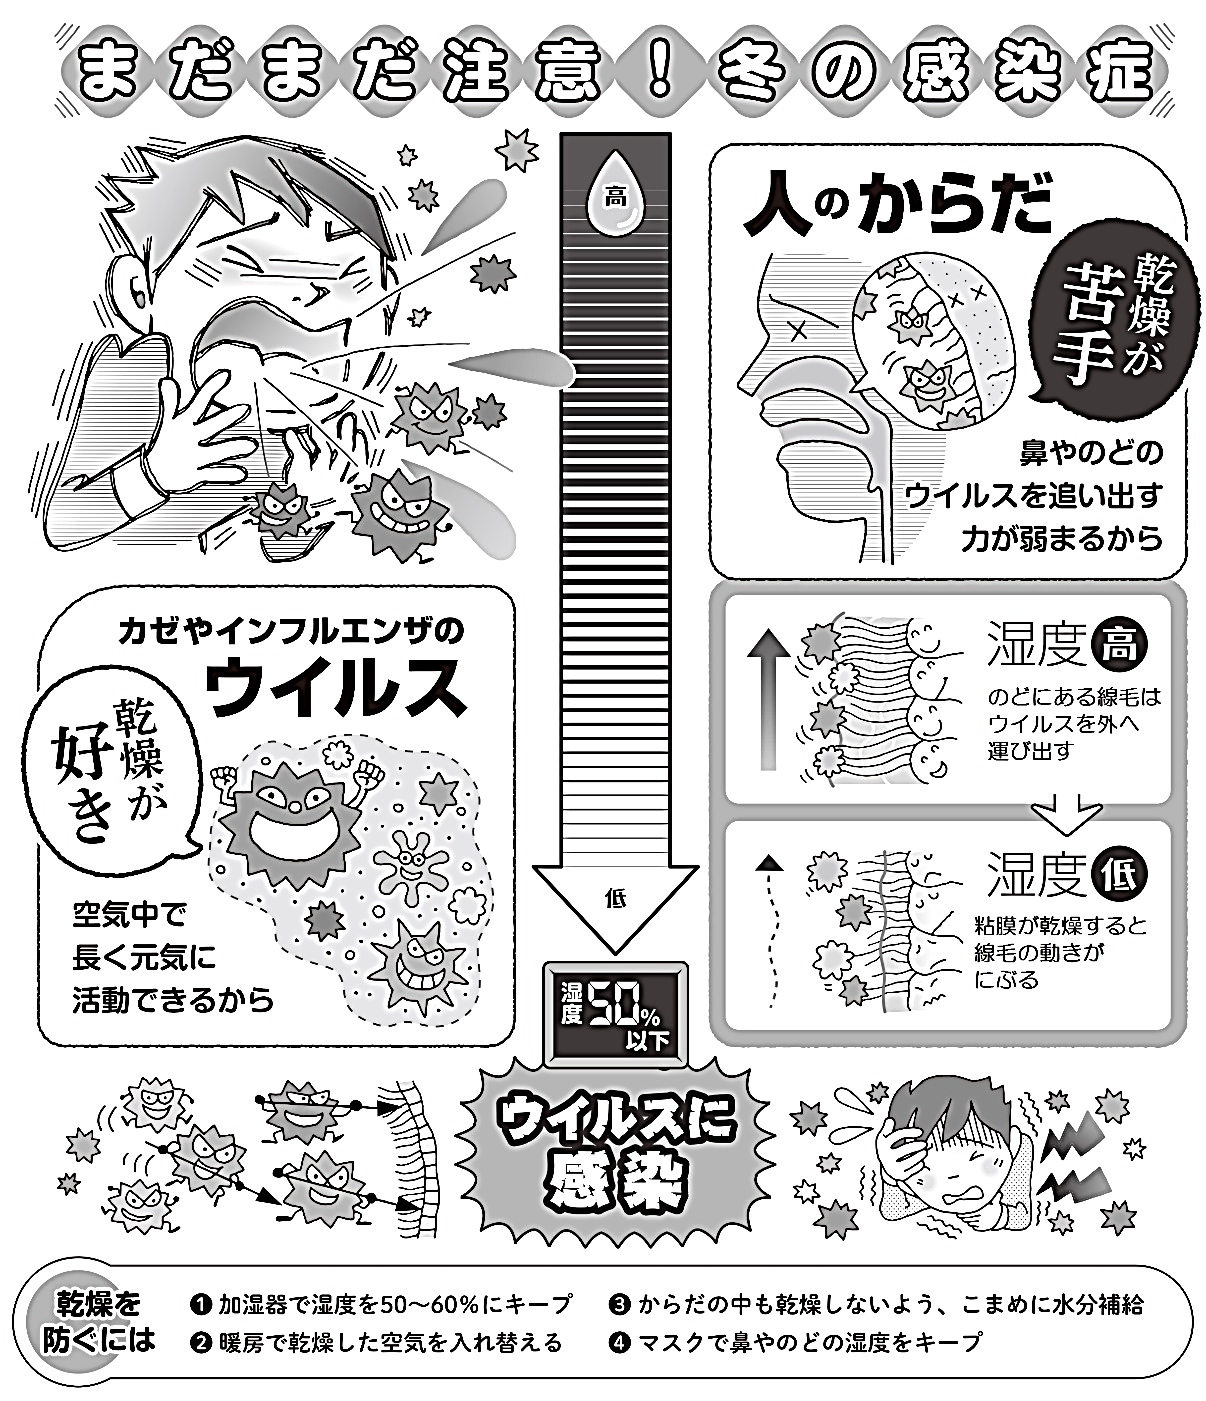 まだまだ注意！冬の感染症
高
低
人のからだ
乾燥が
苦手
鼻やのどの
ウイルスを追い出す
力が弱まるから
カゼやインフルエンザの
ウイルス
乾燥が
好き
空気中で
長く元気に
活動できるから
湿度高
のどにある線毛は
ウイルスを外へ
運び出す
湿度低
粘膜が乾燥すると
線毛の動きが
にぶる
湿度50%
以下
ウイルスに
感染
乾燥を
防ぐには
❶加湿器で湿度を50〜60％にキープ
❷暖房で乾燥した空気を入れ替える
❸からだの中も乾燥しないよう、こまめに水分補給
❹マスクで鼻やのどの湿度をキープ